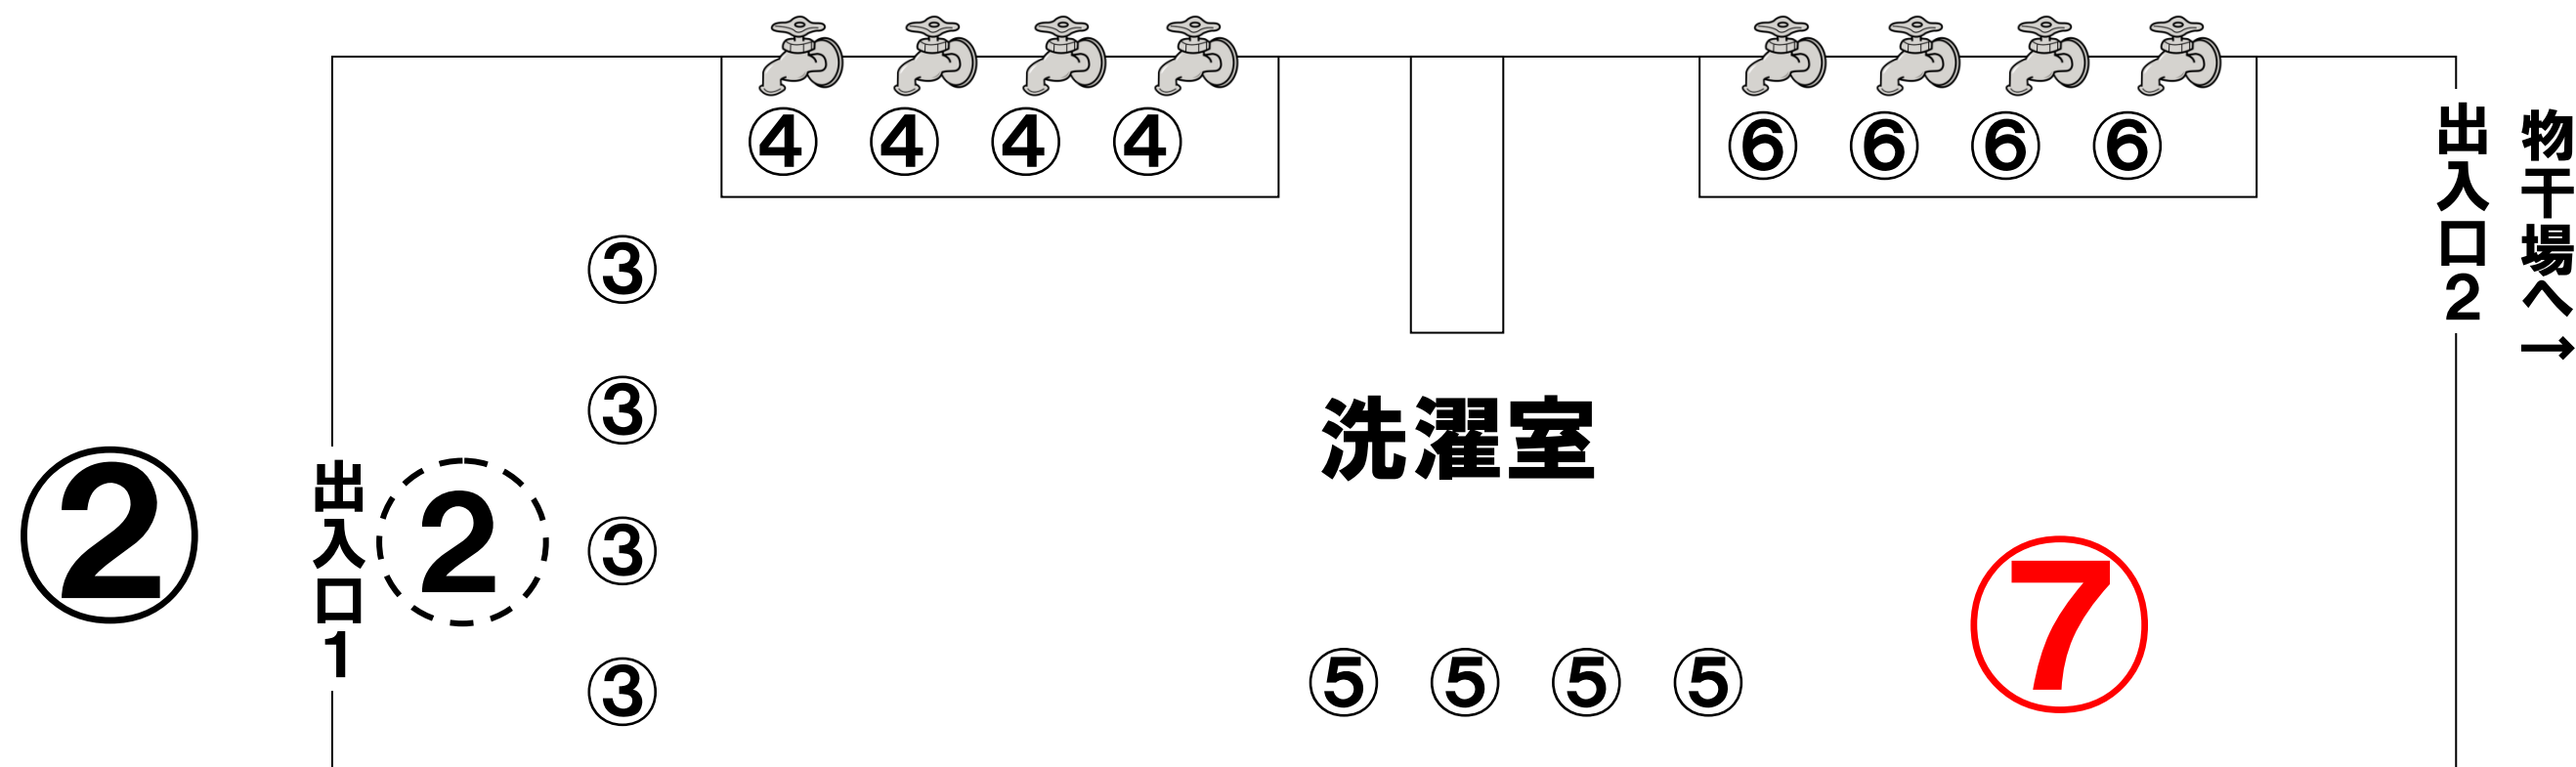 ④ ④ ④ ④
⑥ ⑥ ⑥ ⑥
出入口2
物干場へ→
③
③
③
③
洗濯室
②
出入口1
②
⑦
⑤ ⑤ ⑤ ⑤